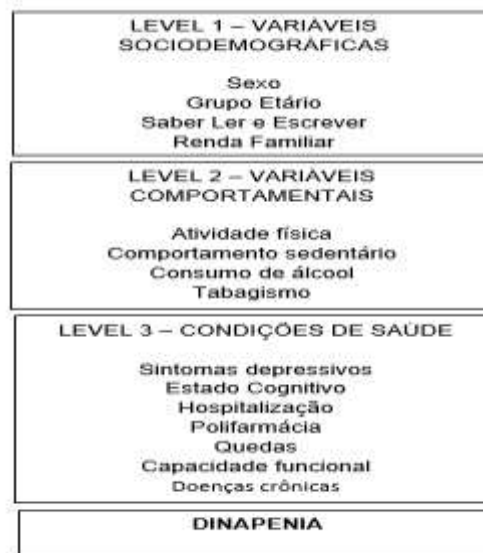 LEVEL 1 – VARIÁVEIS
SOCIODEMOGRÁFICAS
Sexo
Grupo Etário
Saber Ler e Escrever
Renda Familiar
LEVEL 2 – VARIÁVEIS
COMPORTAMENTAIS
Atividade física
Comportamento sedentário
Consumo de álcool
Tabagismo
LEVEL 3 – CONDIÇÕES DE SAÚDE
Sintomas depressivos
Estado Cognitivo
Hospitalização
Polifarmácia
Quedas
Capacidade funcional
Doenças crônicas
DINAPENIA